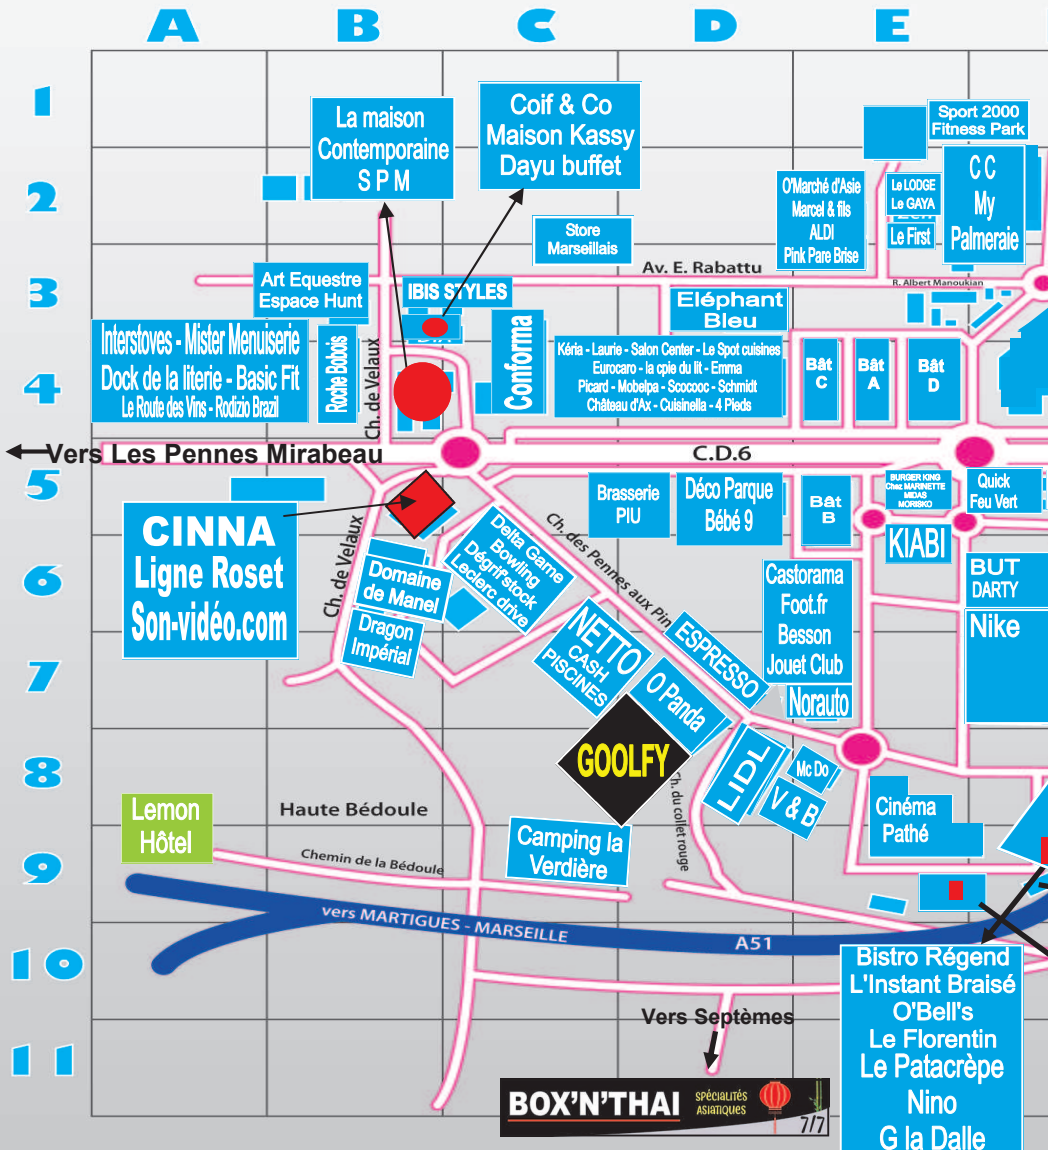 A B C D E
1
La maison
Contemporaine
S P M
Coif & Co
Maison Kassy
Dayu buffet
Sport 2000
Fitness Park
2
O'Marché d'Asie
Marcel & fils
ALDI
Pink Pare Brise
Le LODGE
Le GAYA
Le First
C C
My
Palmeraie
Store
Marseillais
3
Av. E. Rabattu
R. Albert Manoukian
Art Equestre
Espace Hunt
IBIS STYLES
Eléphant
Bleu
4
Interstoves - Mister Menuiserie
Dock de la literie - Basic Fit
Le Route des Vins - Rodizio Brazil
Roche Bobois
Ch. de Velaux
Conforma
Kéria - Laurie - Salon Center - Le Spot cuisines
Eurocaro - la cpie du lit - Emma
Picard - Mobelpa - Scococc - Schmidt
Château d'Ax - Cuisinella - 4 Pieds
Bât
C
Bât
A
Bât
D
Vers Les Pennes Mirabeau
C.D.6
5
Brasserie
PIU
Déco Parque
Bébé 9
Bât
B
BURGER KING
Chez MARINETTE
MIDAS
MORISKO
Quick
Feu Vert
CINNA
Ligne Roset
Son-vidéo.com
Ch. de Velaux
Delta Game
Bowling
Dégrif'stock
Leclerc drive
Ch. des Pennes aux Pin
KIABI
6
Domaine
de Manel
Castorama
Foot.fr
Besson
Jouet Club
BUT
DARTY
Nike
Dragon
Impérial
7
NETTO
CASH
PISCINES
ESPRESSO
O Panda
Norauto
8
GOOLFY
LIDL
Mc Do
V & B
Ch. du collet rouge
Lemon
Hôtel
Haute Bédoule
Cinéma
Pathé
9
Chemin de la Bédoule
Camping la
Verdière
vers MARTIGUES - MARSEILLE
A51
10
Bistro Régend
L'Instant Braisé
O'Bell's
Le Florentin
Le Patacrèpe
Nino
G la Dalle
Vers Septèmes
11
BOX'N'THAI
SPÉCIALITÉS
ASIATIQUES
7/7